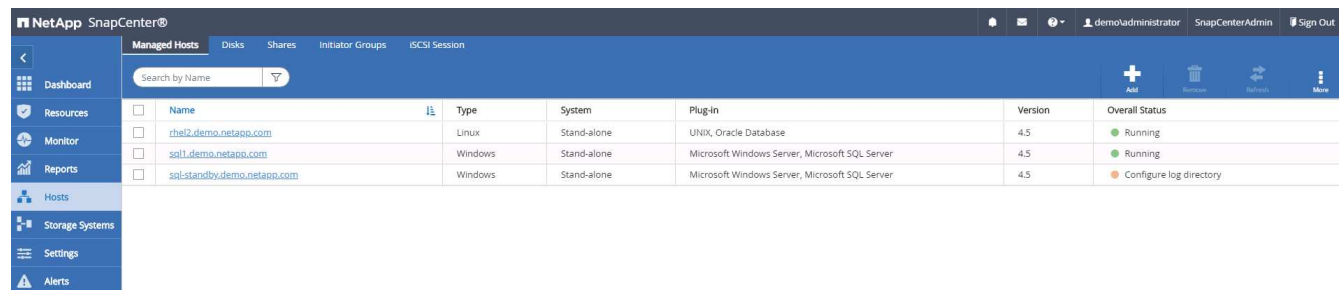 NetApp SnapCenter®
demo\administrator SnapCenterAdmin Sign Out
Managed Hosts Disks Shares Initiator Groups iSCSI Session
Search by Name
Add Remove Refresh More
Dashboard
Resources
Monitor
Reports
Hosts
Storage Systems
Settings
Alerts
Name Type System Plug-in Version Overall Status
rhel2.demo.netapp.com Linux Stand-alone UNIX, Oracle Database 4.5 Running
sql1.demo.netapp.com Windows Stand-alone Microsoft Windows Server, Microsoft SQL Server 4.5 Running
sql-standby.demo.netapp.com Windows Stand-alone Microsoft Windows Server, Microsoft SQL Server 4.5 Configure log directory